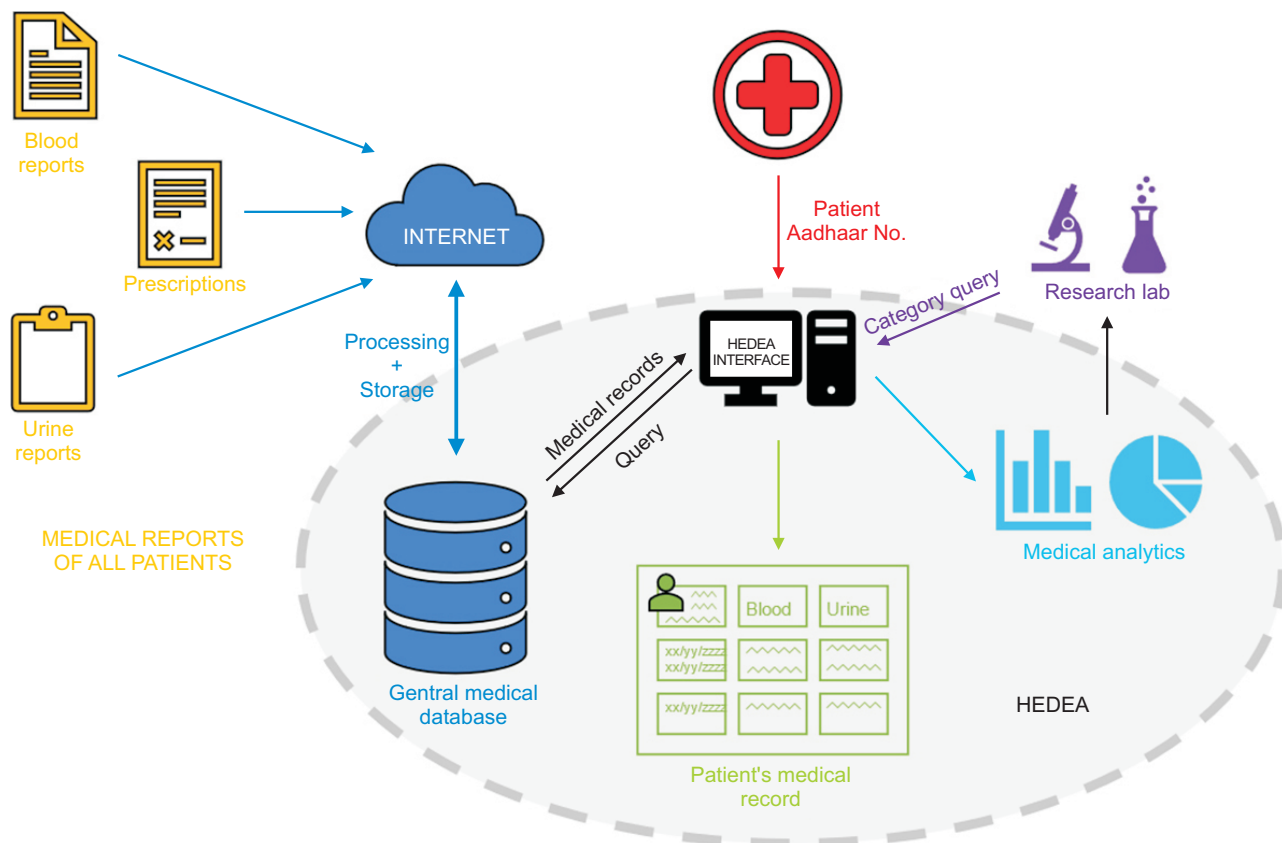 Blood
reports
Prescriptions
Urine
reports
MEDICAL REPORTS
OF ALL PATIENTS
INTERNET
Processing
+
Storage
Gentral medical
database
Medical records
Query
Patient
Aadhaar No.
HEDEA
INTERFACE
Category query
Research lab
Medical analytics
Blood
Urine
xx/yy/zzzz
xx/yy/zzzz
xx/yy/zzzz
Patient's medical
record
HEDEA